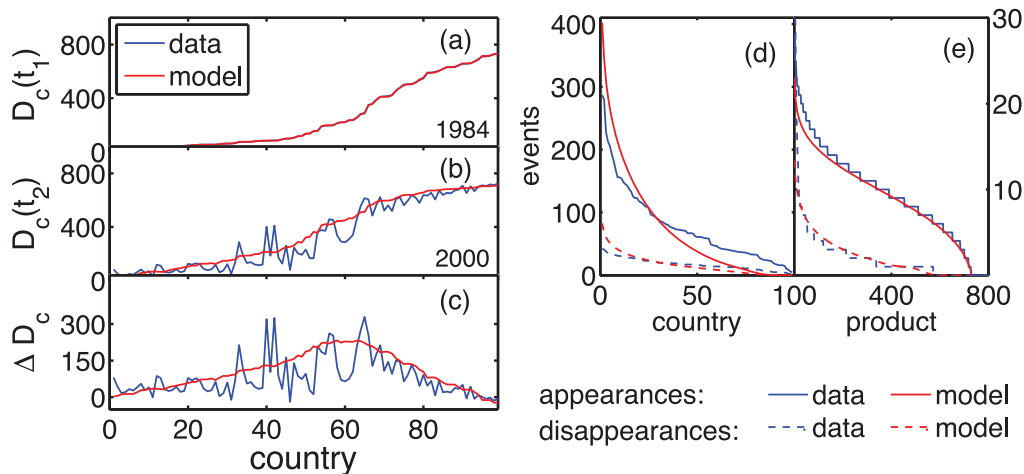 D_c(t_1)
800
400
0
data
model
(a)
1984
D_c(t_2)
800
400
0
(b)
2000
Δ D_c
300
150
0
(c)
0 20 40 60 80
country
events
400
300
200
100
0
(d)
(e)
30
20
10
0 50 100 400 800
country product
appearances: data model
disappearances: data model